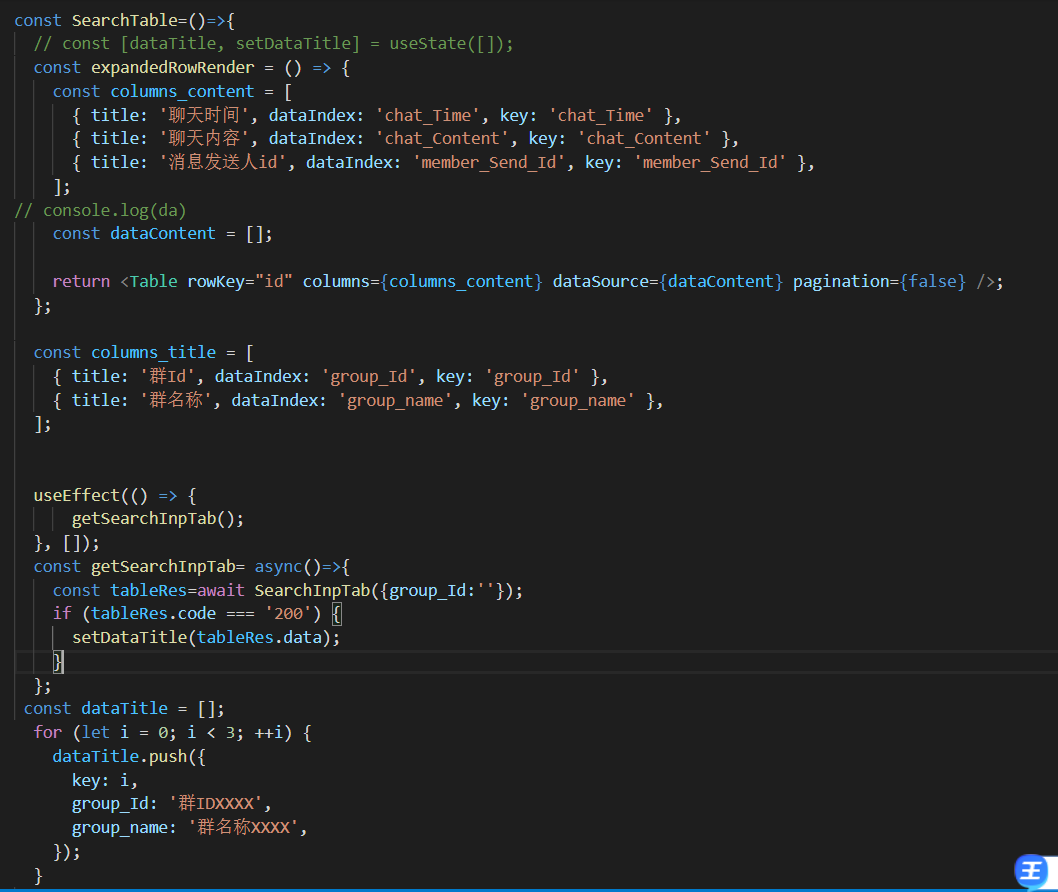 const SearchTable=()=>{
// const [dataTitle, setDataTitle] = useState([]);
const expandedRowRender = () => {
const columns_content = [
{ title: '聊天时间', dataIndex: 'chat_Time', key: 'chat_Time' },
{ title: '聊天内容', dataIndex: 'chat_Content', key: 'chat_Content' },
{ title: '消息发送人id', dataIndex: 'member_Send_Id', key: 'member_Send_Id' },
];
// console.log(da)
const dataContent = [];
return <Table rowKey="id" columns={columns_content} dataSource={dataContent} pagination={false} />;
};
const columns_title = [
{ title: '群Id', dataIndex: 'group_Id', key: 'group_Id' },
{ title: '群名称', dataIndex: 'group_name', key: 'group_name' },
];
useEffect(() => {
getSearchInpTab();
}, []);
const getSearchInpTab= async()=>{
const tableRes=await SearchInpTab({group_Id:''});
if (tableRes.code === '200') {
setDataTitle(tableRes.data);
}
};
const dataTitle = [];
for (let i = 0; i < 3; ++i) {
dataTitle.push({
key: i,
group_Id: '群IDXXXX',
group_name: '群名称XXXX',
});
}
王